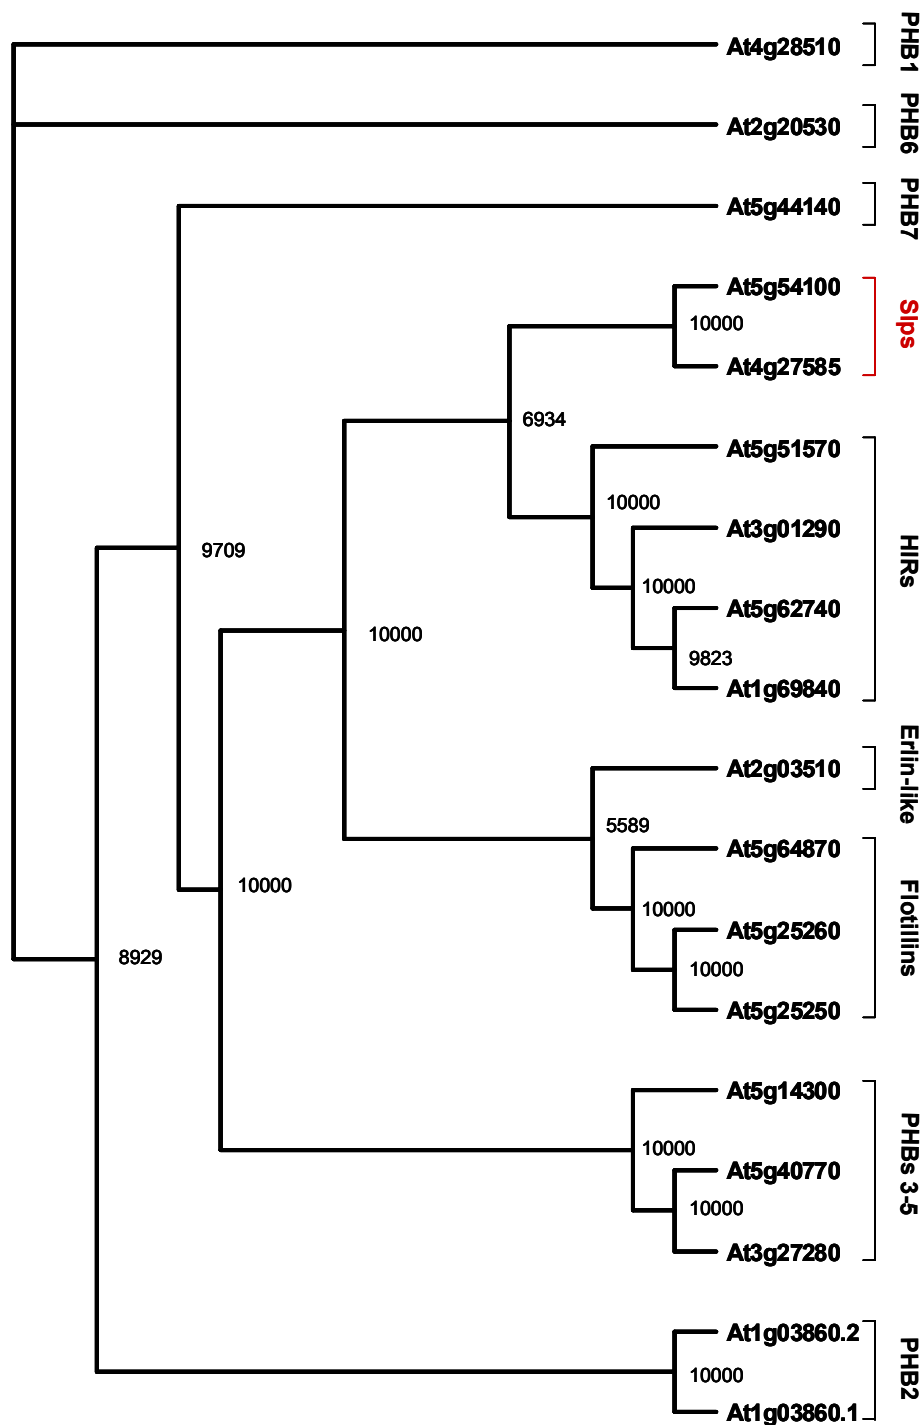 At4g28510
PHB1
At2g20530
PHB6
At5g44140
PHB7
At5g54100
10000
At4g27585
Slps
6934
At5g51570
10000
At3g01290
10000
At5g62740
9823
At1g69840
HIRs
9709
10000
At2g03510
Erlin-like
5589
At5g64870
10000
At5g25260
10000
At5g25250
Flotillins
10000
8929
At5g14300
10000
At5g40770
10000
At3g27280
PHBs 3-5
At1g03860.2
10000
At1g03860.1
PHB2